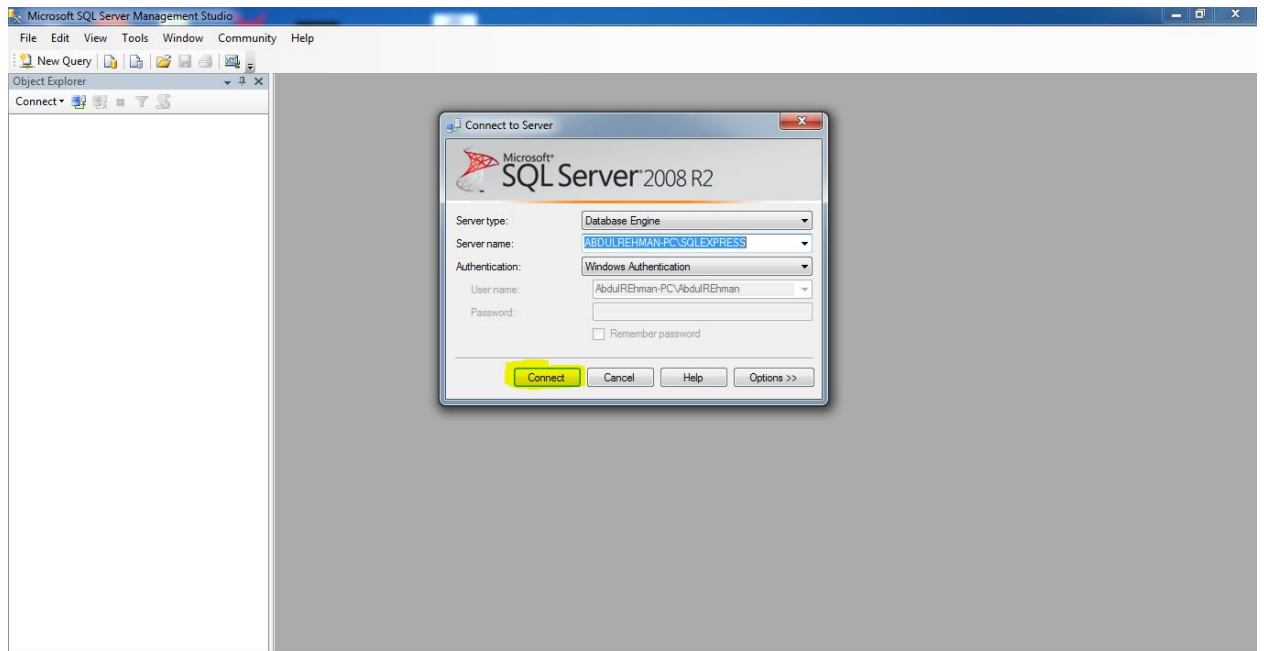 Microsoft SQL Server Management Studio
File Edit View Tools Window Community Help
New Query
Object Explorer
Connect
Connect to Server
Microsoft®
SQL Server® 2008 R2
Server type: Database Engine
Server name: ABDULREHMAN-PC\SQLEXPRESS
Authentication: Windows Authentication
User name: AbdulREhman-PC\AbdulREhman
Password:
Remember password
Connect Cancel Help Options >>